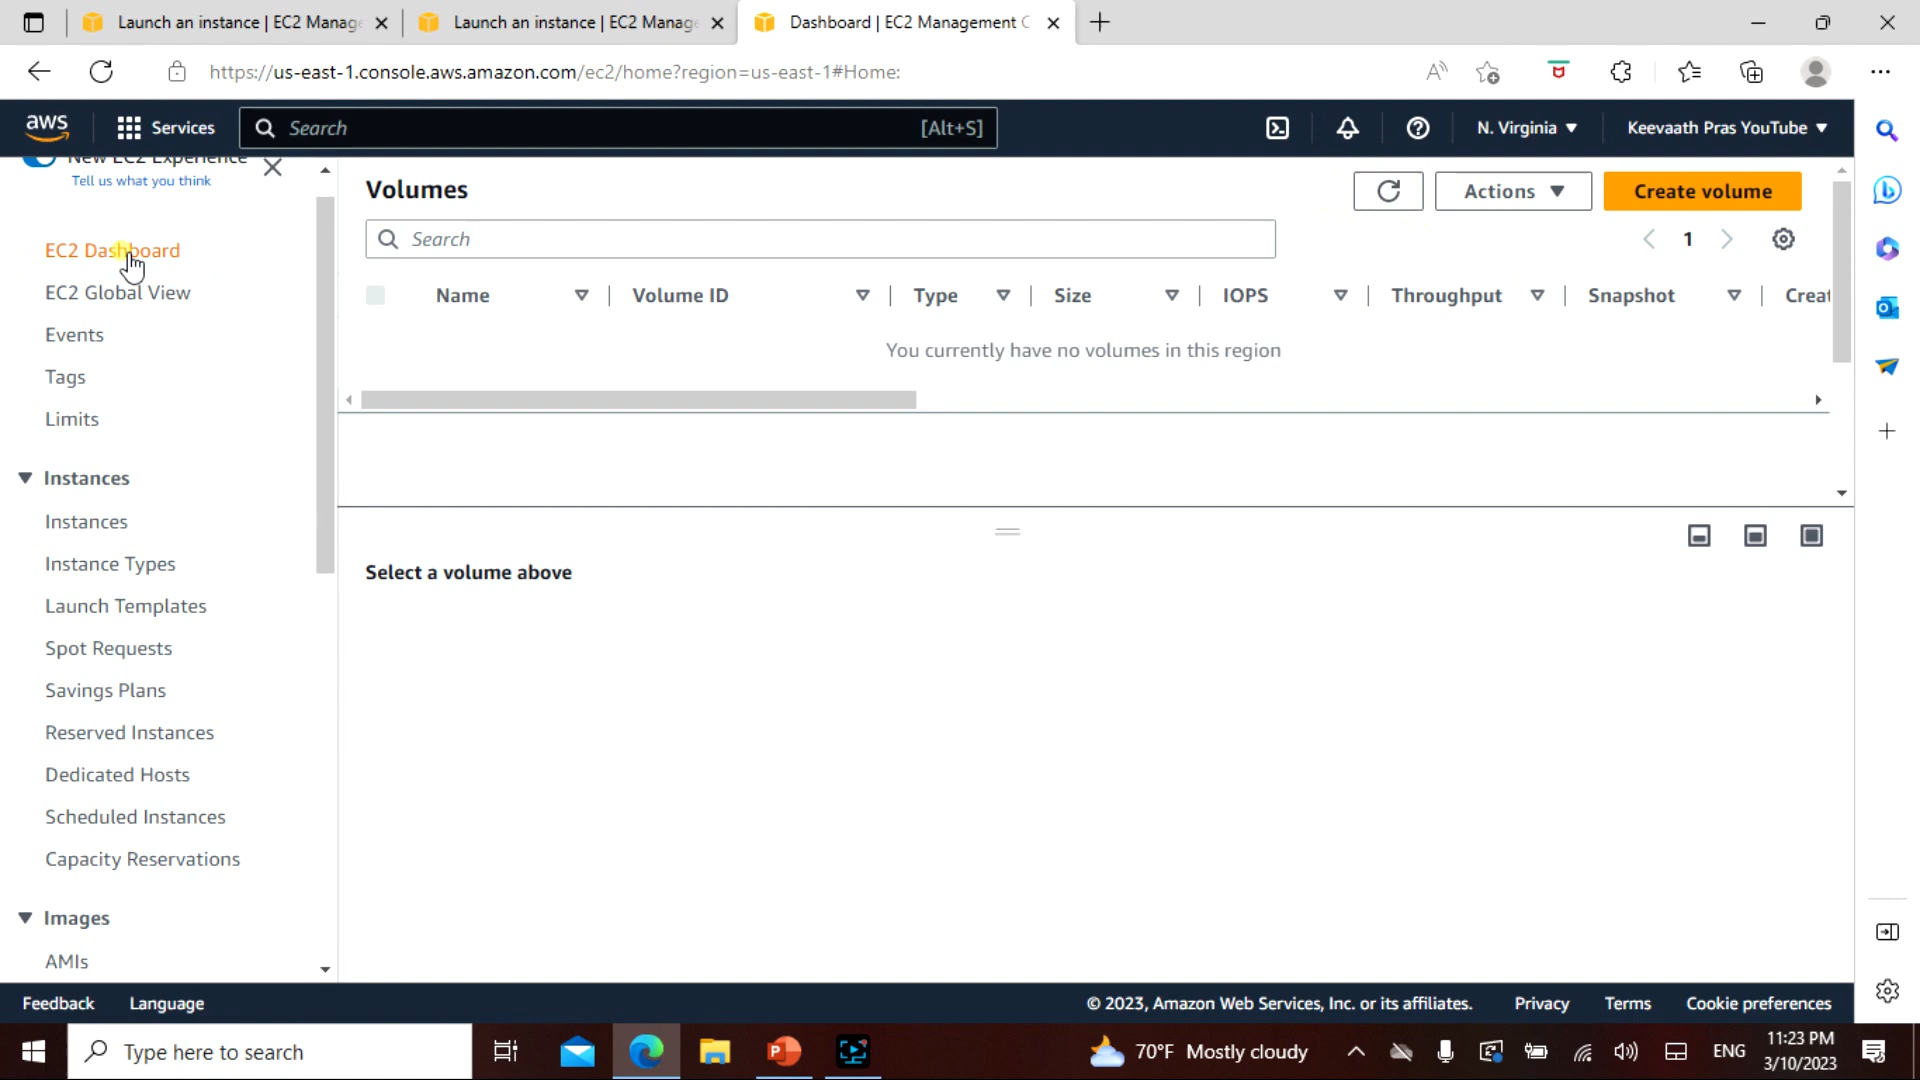 Launch an instance | EC2 Manag
Launch an instance | EC2 Manag
Dashboard | EC2 Management C
https://us-east-1.console.aws.amazon.com/ec2/home?region=us-east-1#Home:
aws
Services
Search
[Alt+S]
N. Virginia
Keevaath Pras YouTube
New EC2 Experience
Tell us what you think
EC2 Dashboard
EC2 Global View
Events
Tags
Limits
Instances
Instances
Instance Types
Launch Templates
Spot Requests
Savings Plans
Reserved Instances
Dedicated Hosts
Scheduled Instances
Capacity Reservations
Images
AMIs
Volumes
Actions
Create volume
Search
1
Name Volume ID Type Size IOPS Throughput Snapshot Creat
You currently have no volumes in this region
Select a volume above
Feedback Language
© 2023, Amazon Web Services, Inc. or its affiliates. Privacy Terms Cookie preferences
Type here to search
70°F Mostly cloudy
ENG
11:23 PM
3/10/2023